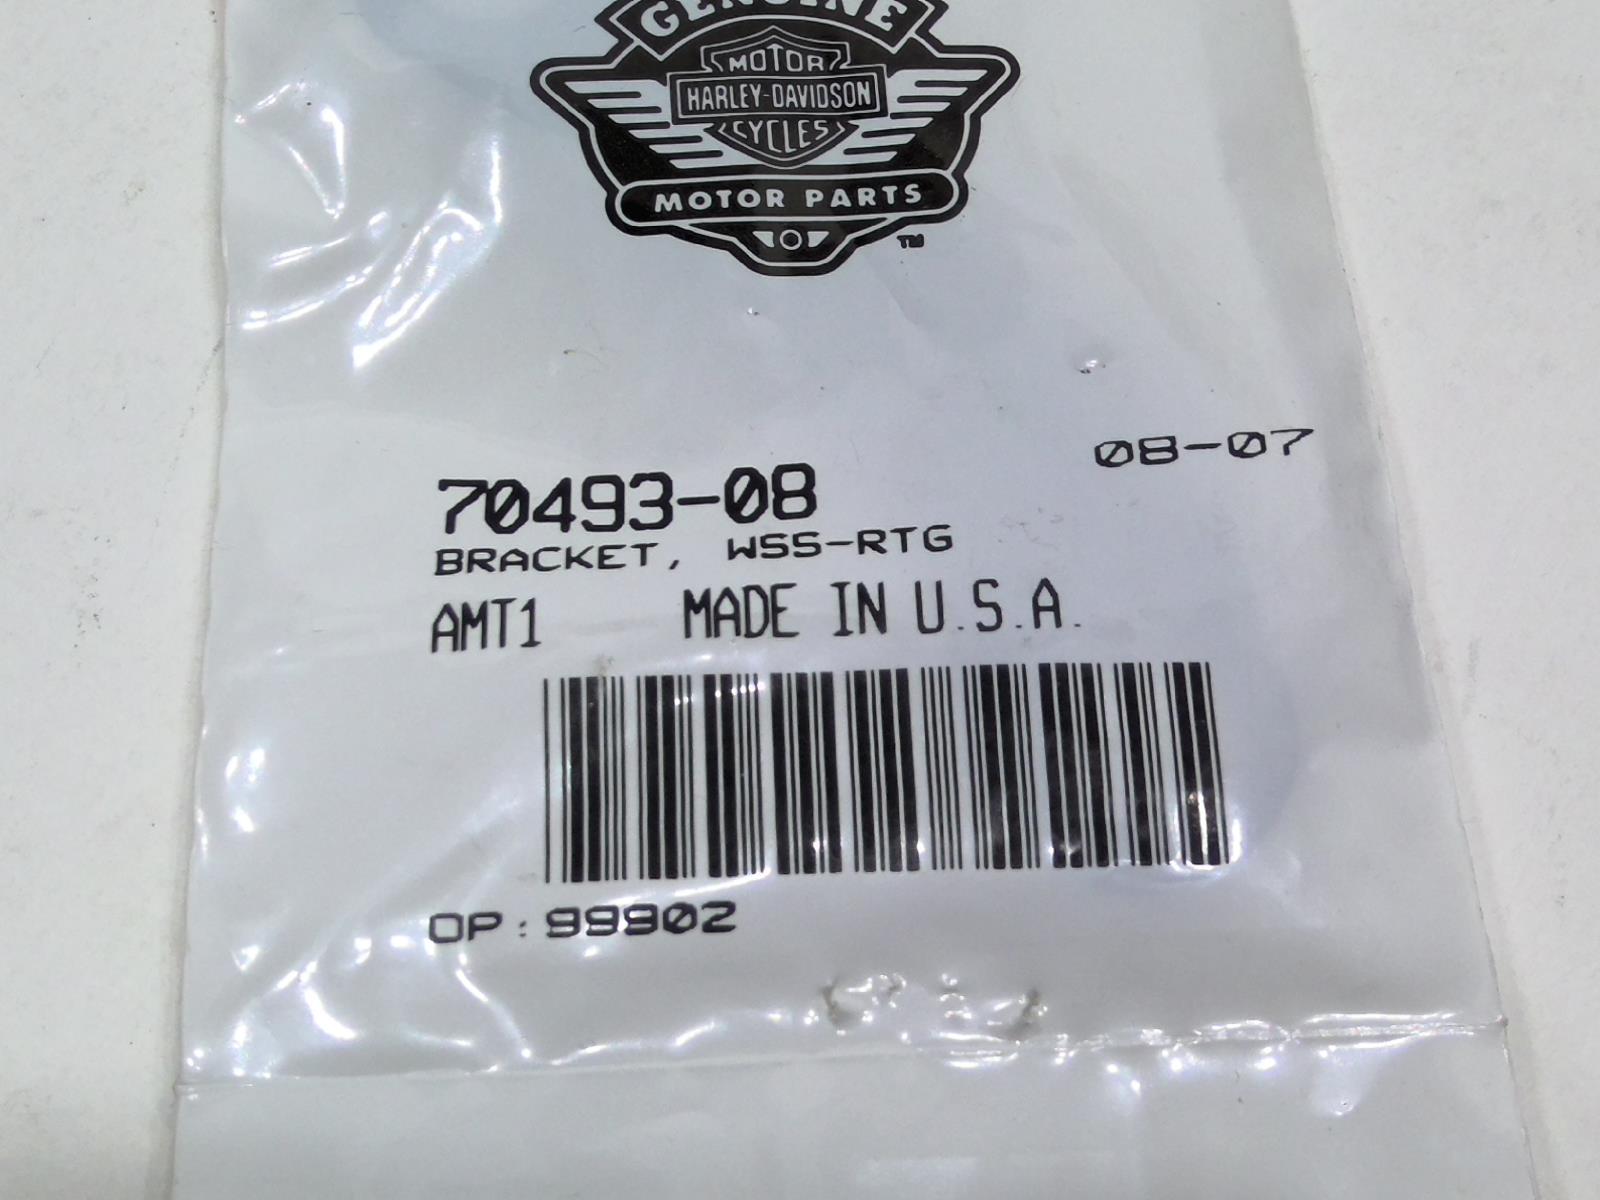 GENUINE
MOTOR
HARLEY-DAVIDSON
CYCLES
MOTOR PARTS
™
08-07
70493-08
BRACKET, WSS-RTG
AMT1 MADE IN U.S.A.
OP:99902